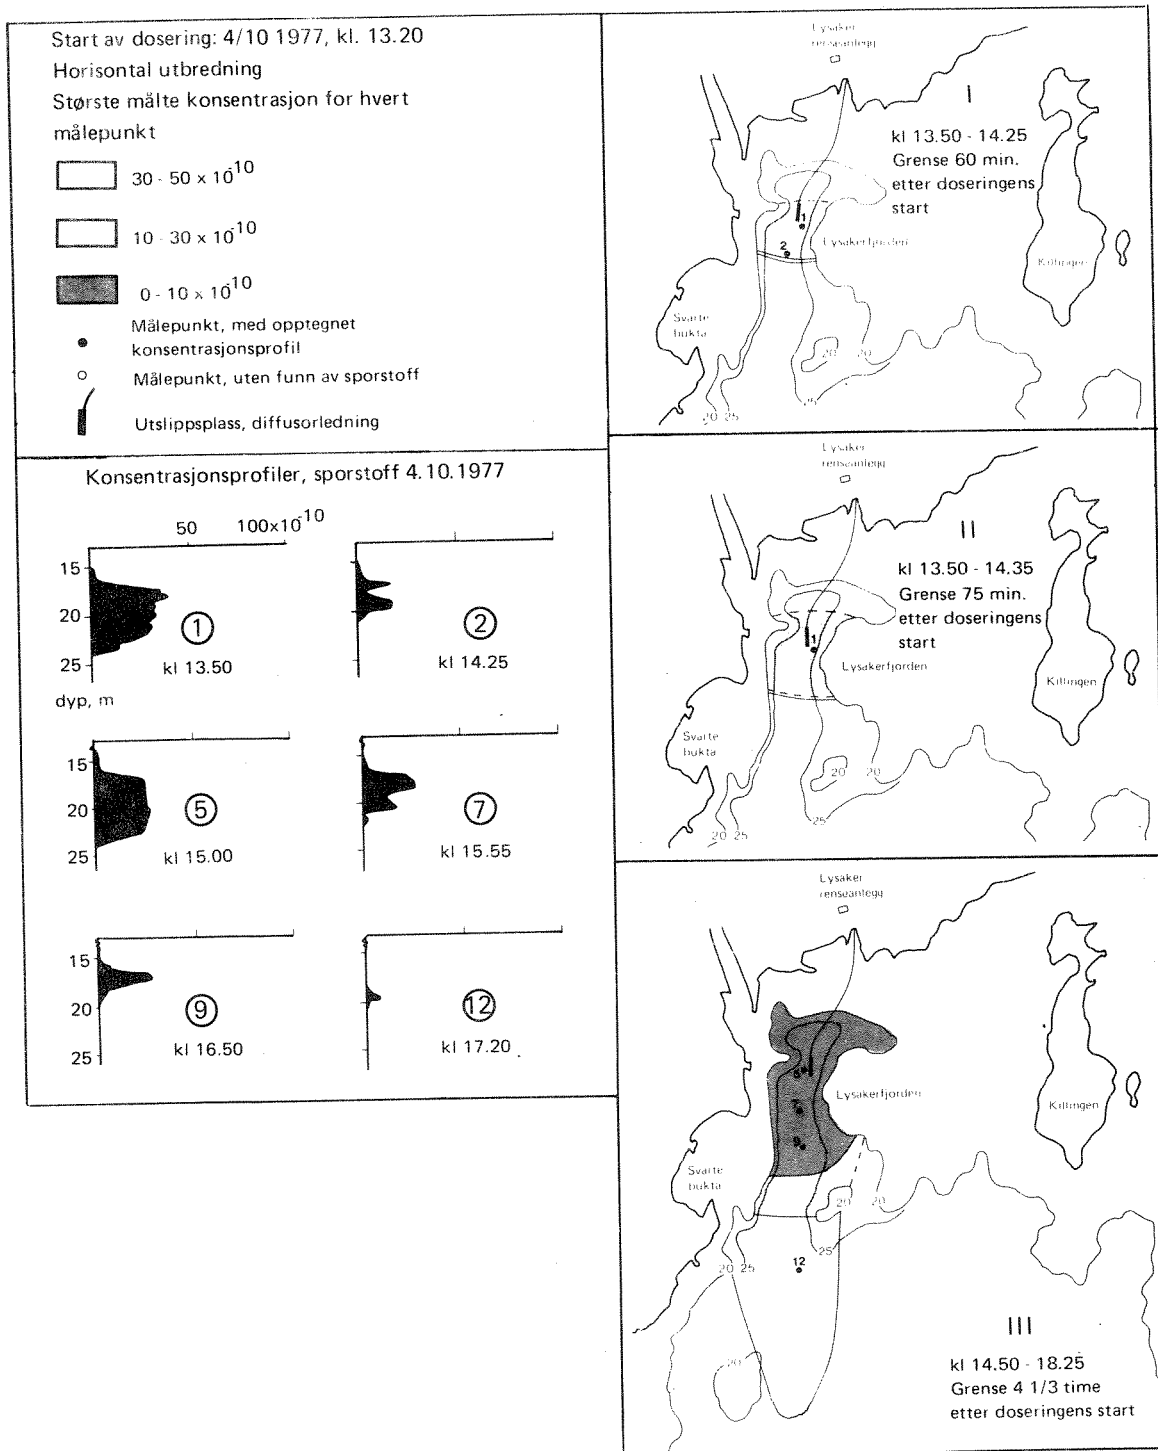 Start av dosering: 4/10 1977, kl. 13.20
Horisontal utbredning
Største målte konsentrasjon for hvert
målepunkt
30 - 50 x 10^-10
10 - 30 x 10^-10
0 - 10 x 10^-10
Målepunkt, med opptegnet
konsentrasjonsprofil
Målepunkt, uten funn av sporstoff
Utslippsplass, diffusorledning
Konsentrasjonsprofiler, sporstoff 4.10.1977
50 100x10^-10
15
20
25
dyp, m
1
kl 13.50
2
kl 14.25
15
20
25
5
kl 15.00
7
kl 15.55
15
20
25
9
kl 16.50
12
kl 17.20
Lysaker
renseanlegg
I
kl 13.50 - 14.25
Grense 60 min.
etter doseringens
start
1
2
Lysakerfjorden
Killingen
Svarte
bukta
20
20
25
20 25
Lysaker
renseanlegg
II
kl 13.50 - 14.35
Grense 75 min.
etter doseringens
start
1
Lysakerfjorden
Killingen
Svarte
bukta
20
20
25
20 25
Lysaker
renseanlegg
Lysakerfjorden
7
9
Killingen
Svarte
bukta
20
20
25
12
20 25
20
III
kl 14.50 - 18.25
Grense 4 1/3 time
etter doseringens start